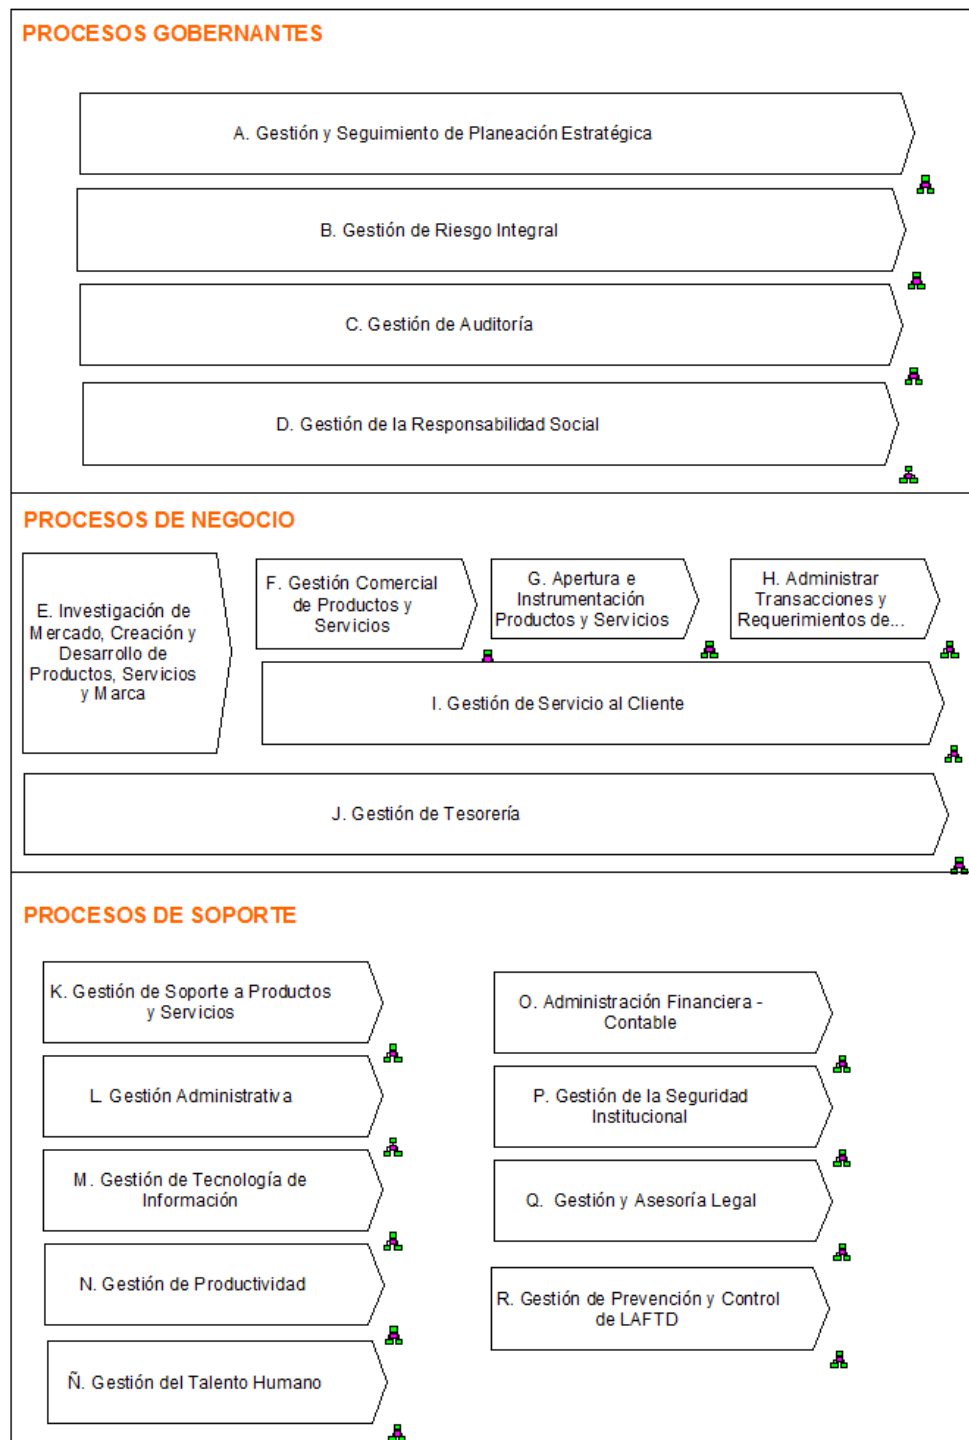 PROCESOS GOBERNANTES
A. Gestión y Seguimiento de Planeación Estratégica
B. Gestión de Riesgo Integral
C. Gestión de Auditoría
D. Gestión de la Responsabilidad Social
PROCESOS DE NEGOCIO
E. Investigación de
Mercado, Creación y
Desarrollo de
Productos, Servicios
y Marca
F. Gestión Comercial
de Productos y
Servicios
G. Apertura e
Instrumentación
Productos y Servicios
H. Administrar
Transacciones y
Requerimientos de...
I. Gestión de Servicio al Cliente
J. Gestión de Tesorería
PROCESOS DE SOPORTE
K. Gestión de Soporte a Productos
y Servicios
L. Gestión Administrativa
M. Gestión de Tecnología de
Información
N. Gestión de Productividad
Ñ. Gestión del Talento Humano
O. Administración Financiera -
Contable
P. Gestión de la Seguridad
Institucional
Q. Gestión y Asesoría Legal
R. Gestión de Prevención y Control
de LAFTD